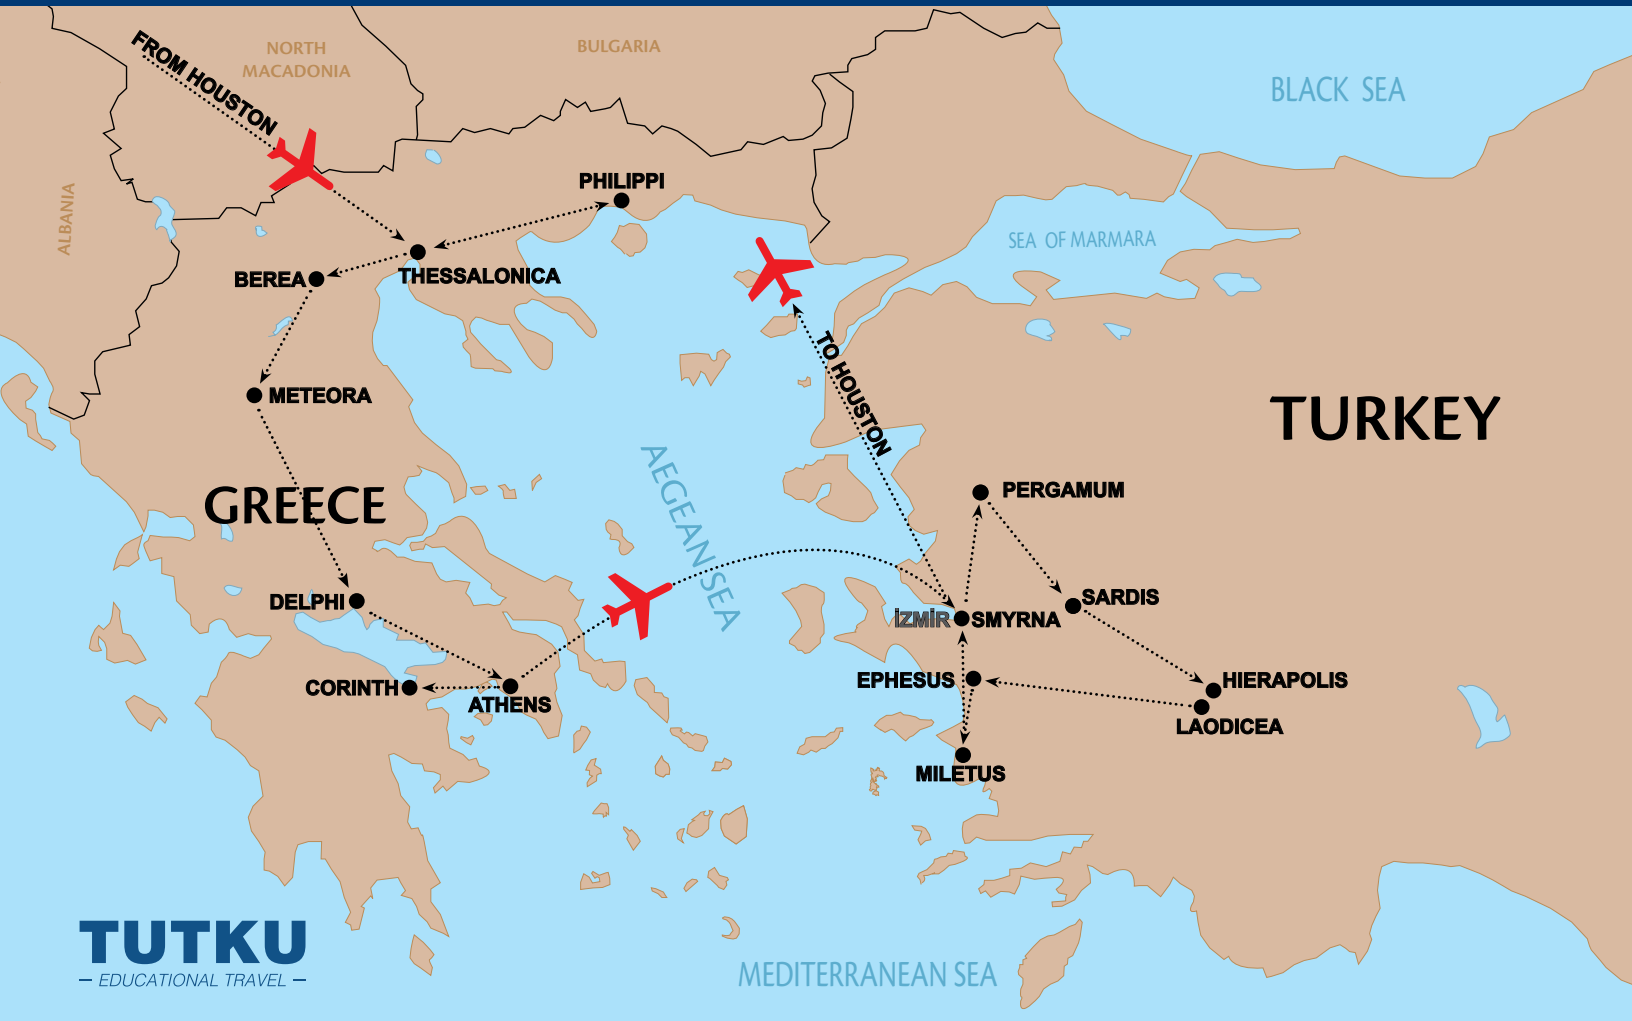 FROM HOUSTON
NORTH
MACADONIA
BULGARIA
BLACK SEA
ALBANIA
PHILIPPI
SEA OF MARMARA
BEREA
THESSALONICA
TO HOUSTON
METEORA
TURKEY
AEGEAN SEA
GREECE
PERGAMUM
DELPHI
SARDIS
İZMİR
SMYRNA
CORINTH
ATHENS
EPHESUS
HIERAPOLIS
LAODICEA
MILETUS
TUTKU
EDUCATIONAL TRAVEL
MEDITERRANEAN SEA